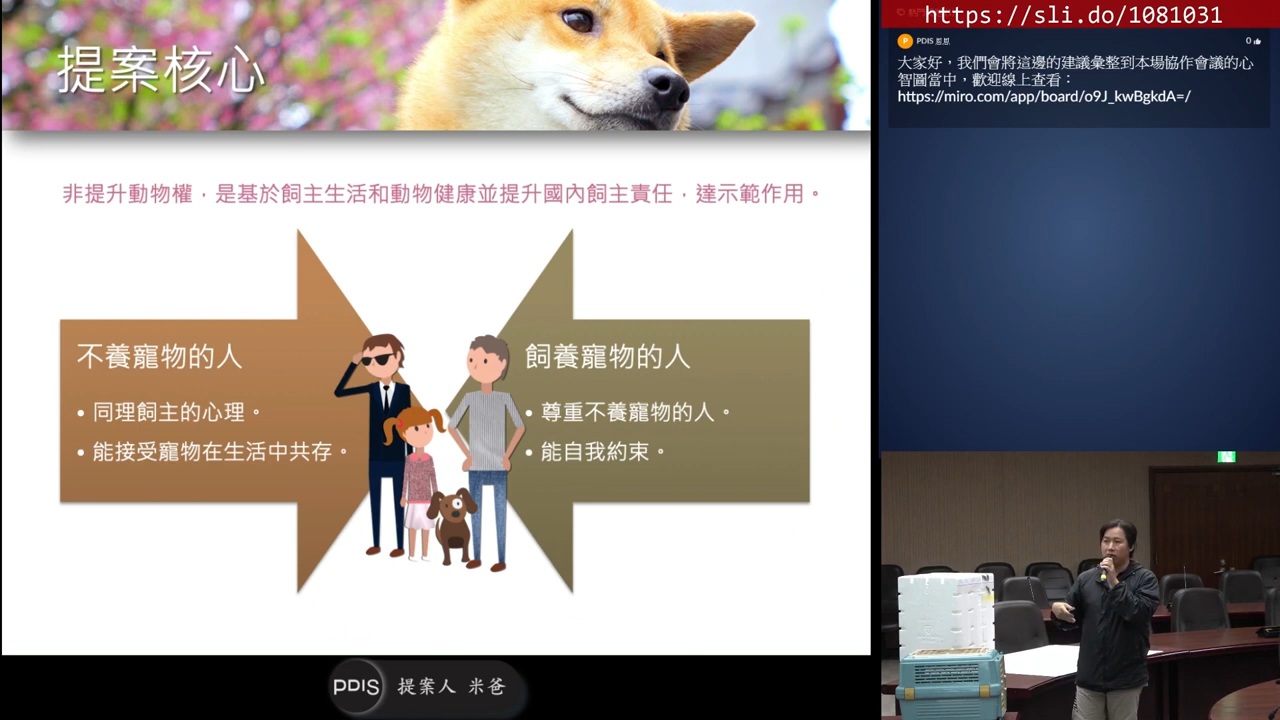 提案核心
非提升動物權，是基於飼主生活和動物健康並提升國內飼主責任，達示範作用。
不養寵物的人
• 同理飼主的心理。
• 能接受寵物在生活中共存。
飼養寵物的人
• 尊重不養寵物的人。
• 能自我約束。
PDIS 提案人 米爸
https://sli.do/1081031
P PDIS 彭彭
0
大家好，我們會將這邊的建議彙整到本場協作會議的心
智圖當中，歡迎線上查看：
https://miro.com/app/board/o9J_kwBgkdA=/